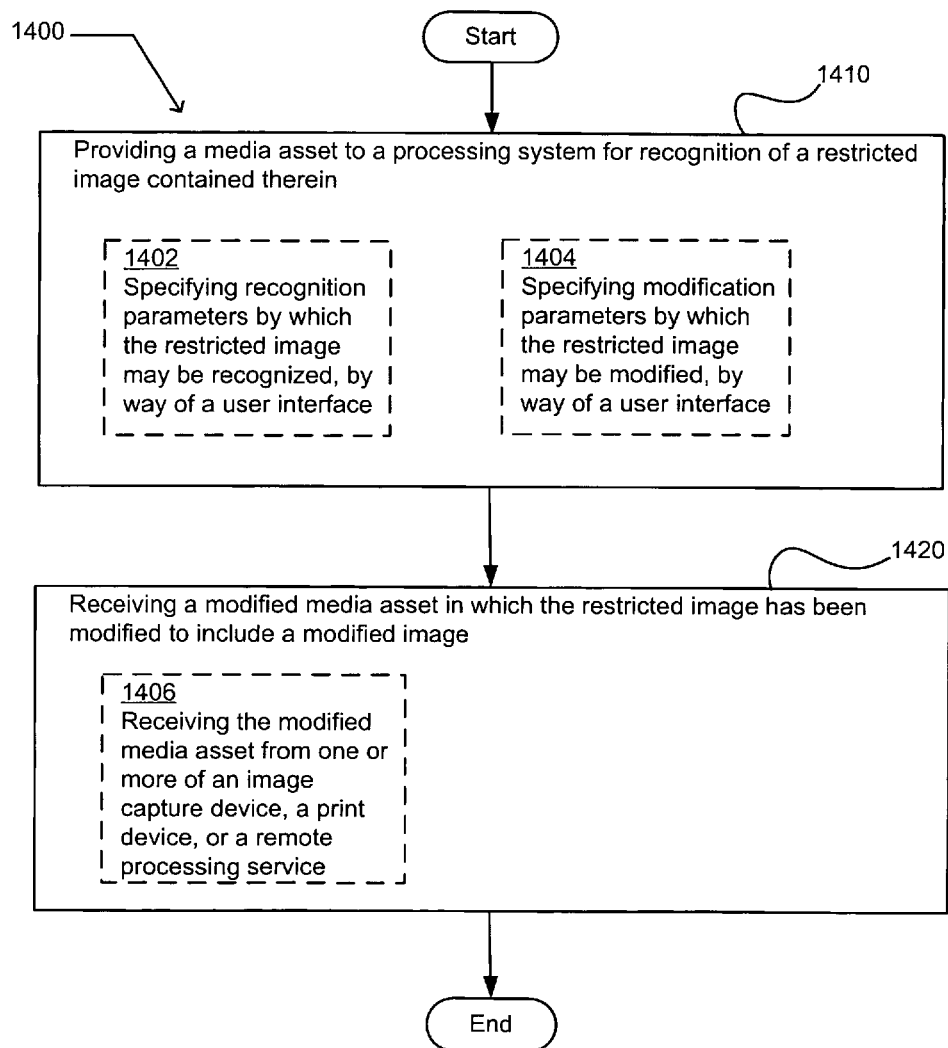 1400
Start
1410
Providing a media asset to a processing system for recognition of a restricted
image contained therein
1402
Specifying recognition
parameters by which
the restricted image
may be recognized, by
way of a user interface
1404
Specifying modification
parameters by which
the restricted image
may be modified, by
way of a user interface
1420
Receiving a modified media asset in which the restricted image has been
modified to include a modified image
1406
Receiving the modified
media asset from one or
more of an image
capture device, a print
device, or a remote
processing service
End